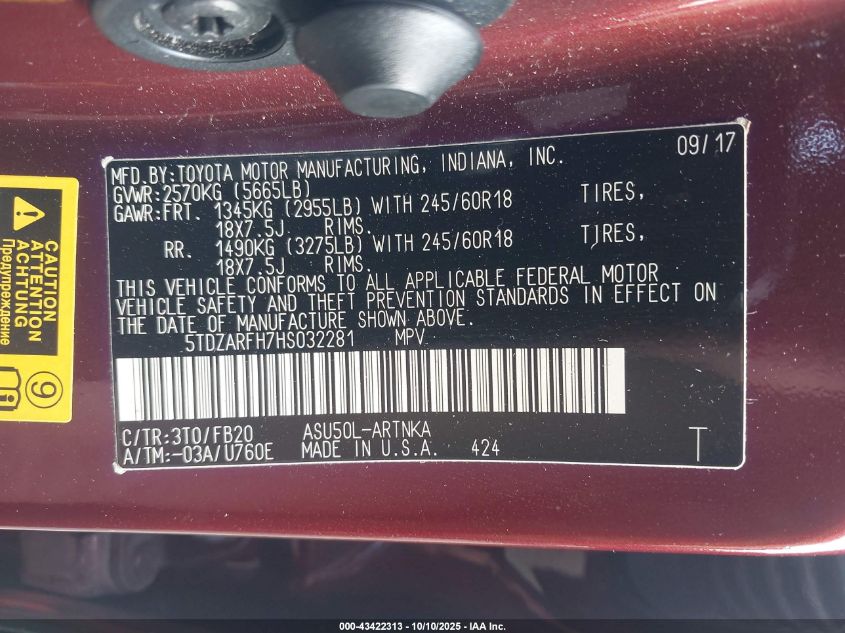 MFD.BY:TOYOTA MOTOR MANUFACTURING, INDIANA, INC. 09/17
GVWR:2570KG (5665LB)
GAWR:FRT. 1345KG (2955LB) WITH 245/60R18 TIRES,
18X7.5J RIMS.
RR. 1490KG (3275LB) WITH 245/60R18 TIRES,
18X7.5J RIMS.
THIS VEHICLE CONFORMS TO ALL APPLICABLE FEDERAL MOTOR
VEHICLE SAFETY AND THEFT PREVENTION STANDARDS IN EFFECT ON
THE DATE OF MANUFACTURE SHOWN ABOVE.
5TDZARFH7HS032281 MPV
C/TR:3T0/FB20 ASU50L-ARTNKA
A/TM:-03A/U760E MADE IN U.S.A. 424 T
CAUTION
ATTENTION
ACHTUNG
Предупреждение
9
000-43422313 - 10/10/2025 - IAA Inc.